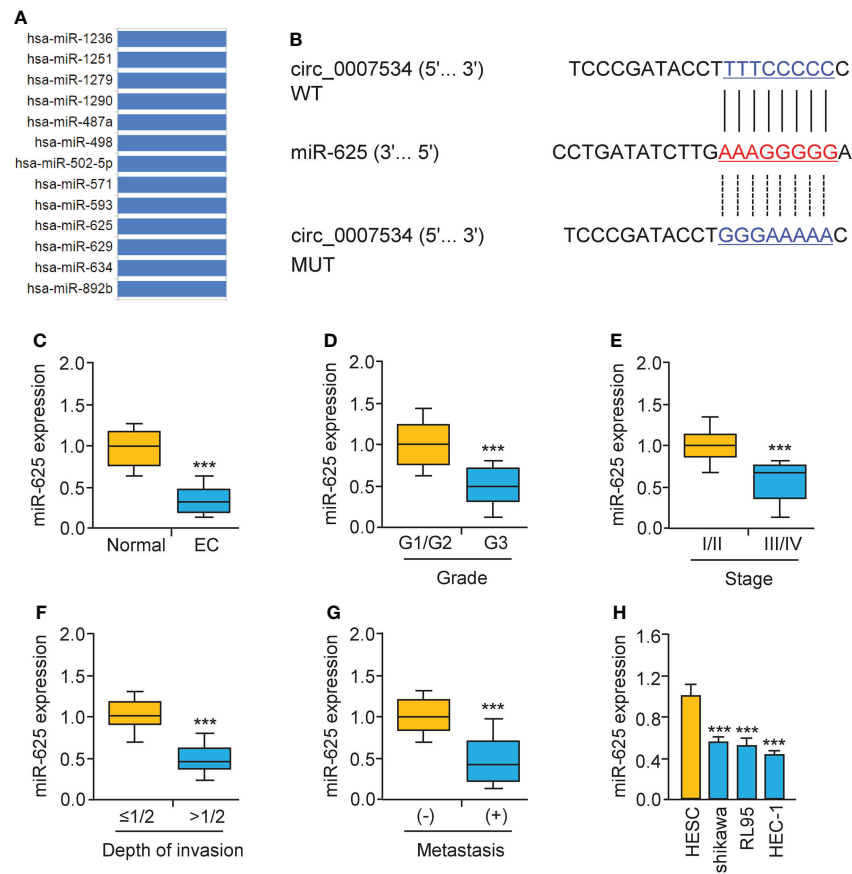 A
hsa-miR-1236
hsa-miR-1251
hsa-miR-1279
hsa-miR-1290
hsa-miR-487a
hsa-miR-498
hsa-miR-502-5p
hsa-miR-571
hsa-miR-593
hsa-miR-625
hsa-miR-629
hsa-miR-634
hsa-miR-892b
B
circ_0007534 (5'... 3') TCCCGATACCTTTTCCCCCC
WT
miR-625 (3'... 5') CCTGATATCTTGAAAGGGGGA
circ_0007534 (5'... 3') TCCCGATACCTGGGAAAAAC
MUT
C
miR-625 expression
2.0
1.5
1.0
0.5
0.0
***
Normal EC
D
miR-625 expression
2.0
1.5
1.0
0.5
0.0
***
G1/G2 G3
Grade
E
miR-625 expression
2.0
1.5
1.0
0.5
0.0
***
I/II III/IV
Stage
F
miR-625 expression
2.0
1.5
1.0
0.5
0.0
***
≤1/2 >1/2
Depth of invasion
G
miR-625 expression
2.0
1.5
1.0
0.5
0.0
***
(-) (+)
Metastasis
H
miR-625 expression
1.6
1.2
0.8
0.4
0.0
*** *** ***
HESC
shikawa
RL95
HEC-1